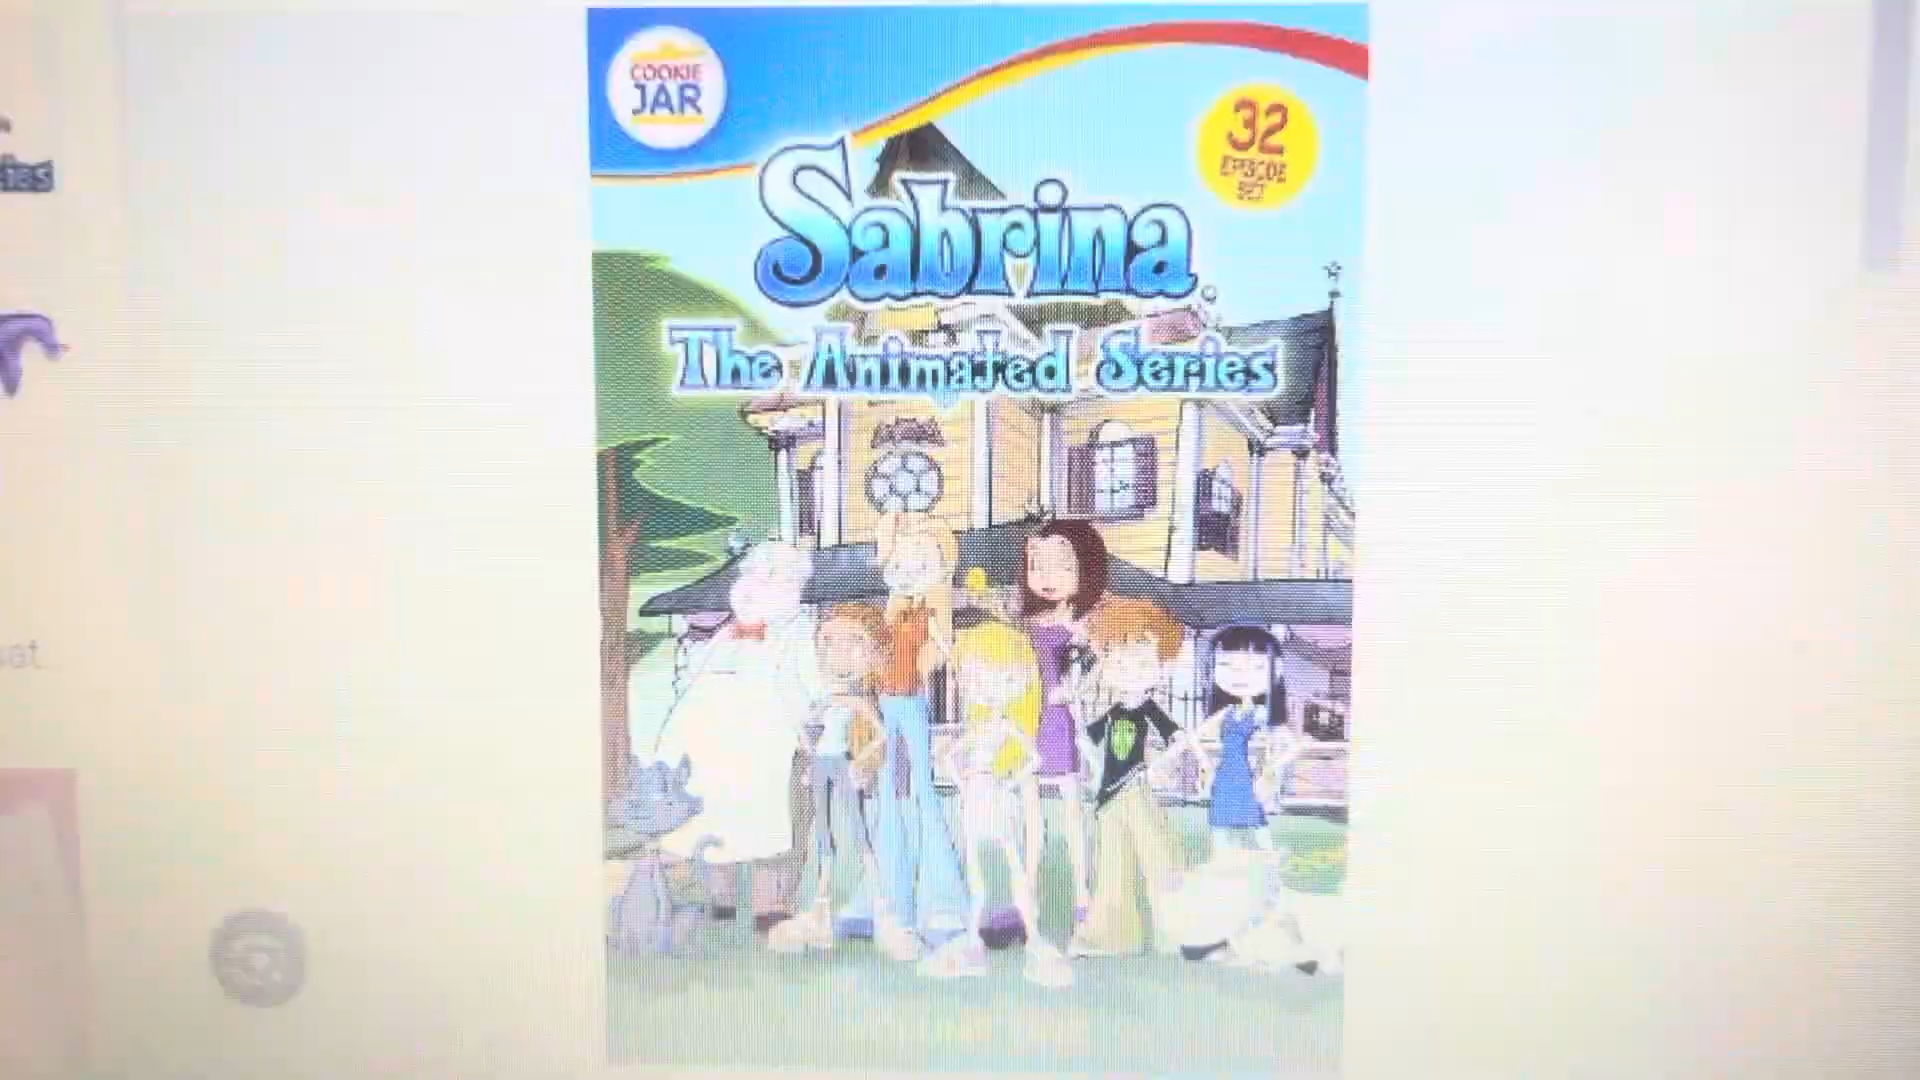 COOKIE
JAR
32
EPISODE
SET
Sabrina
The Animated Series